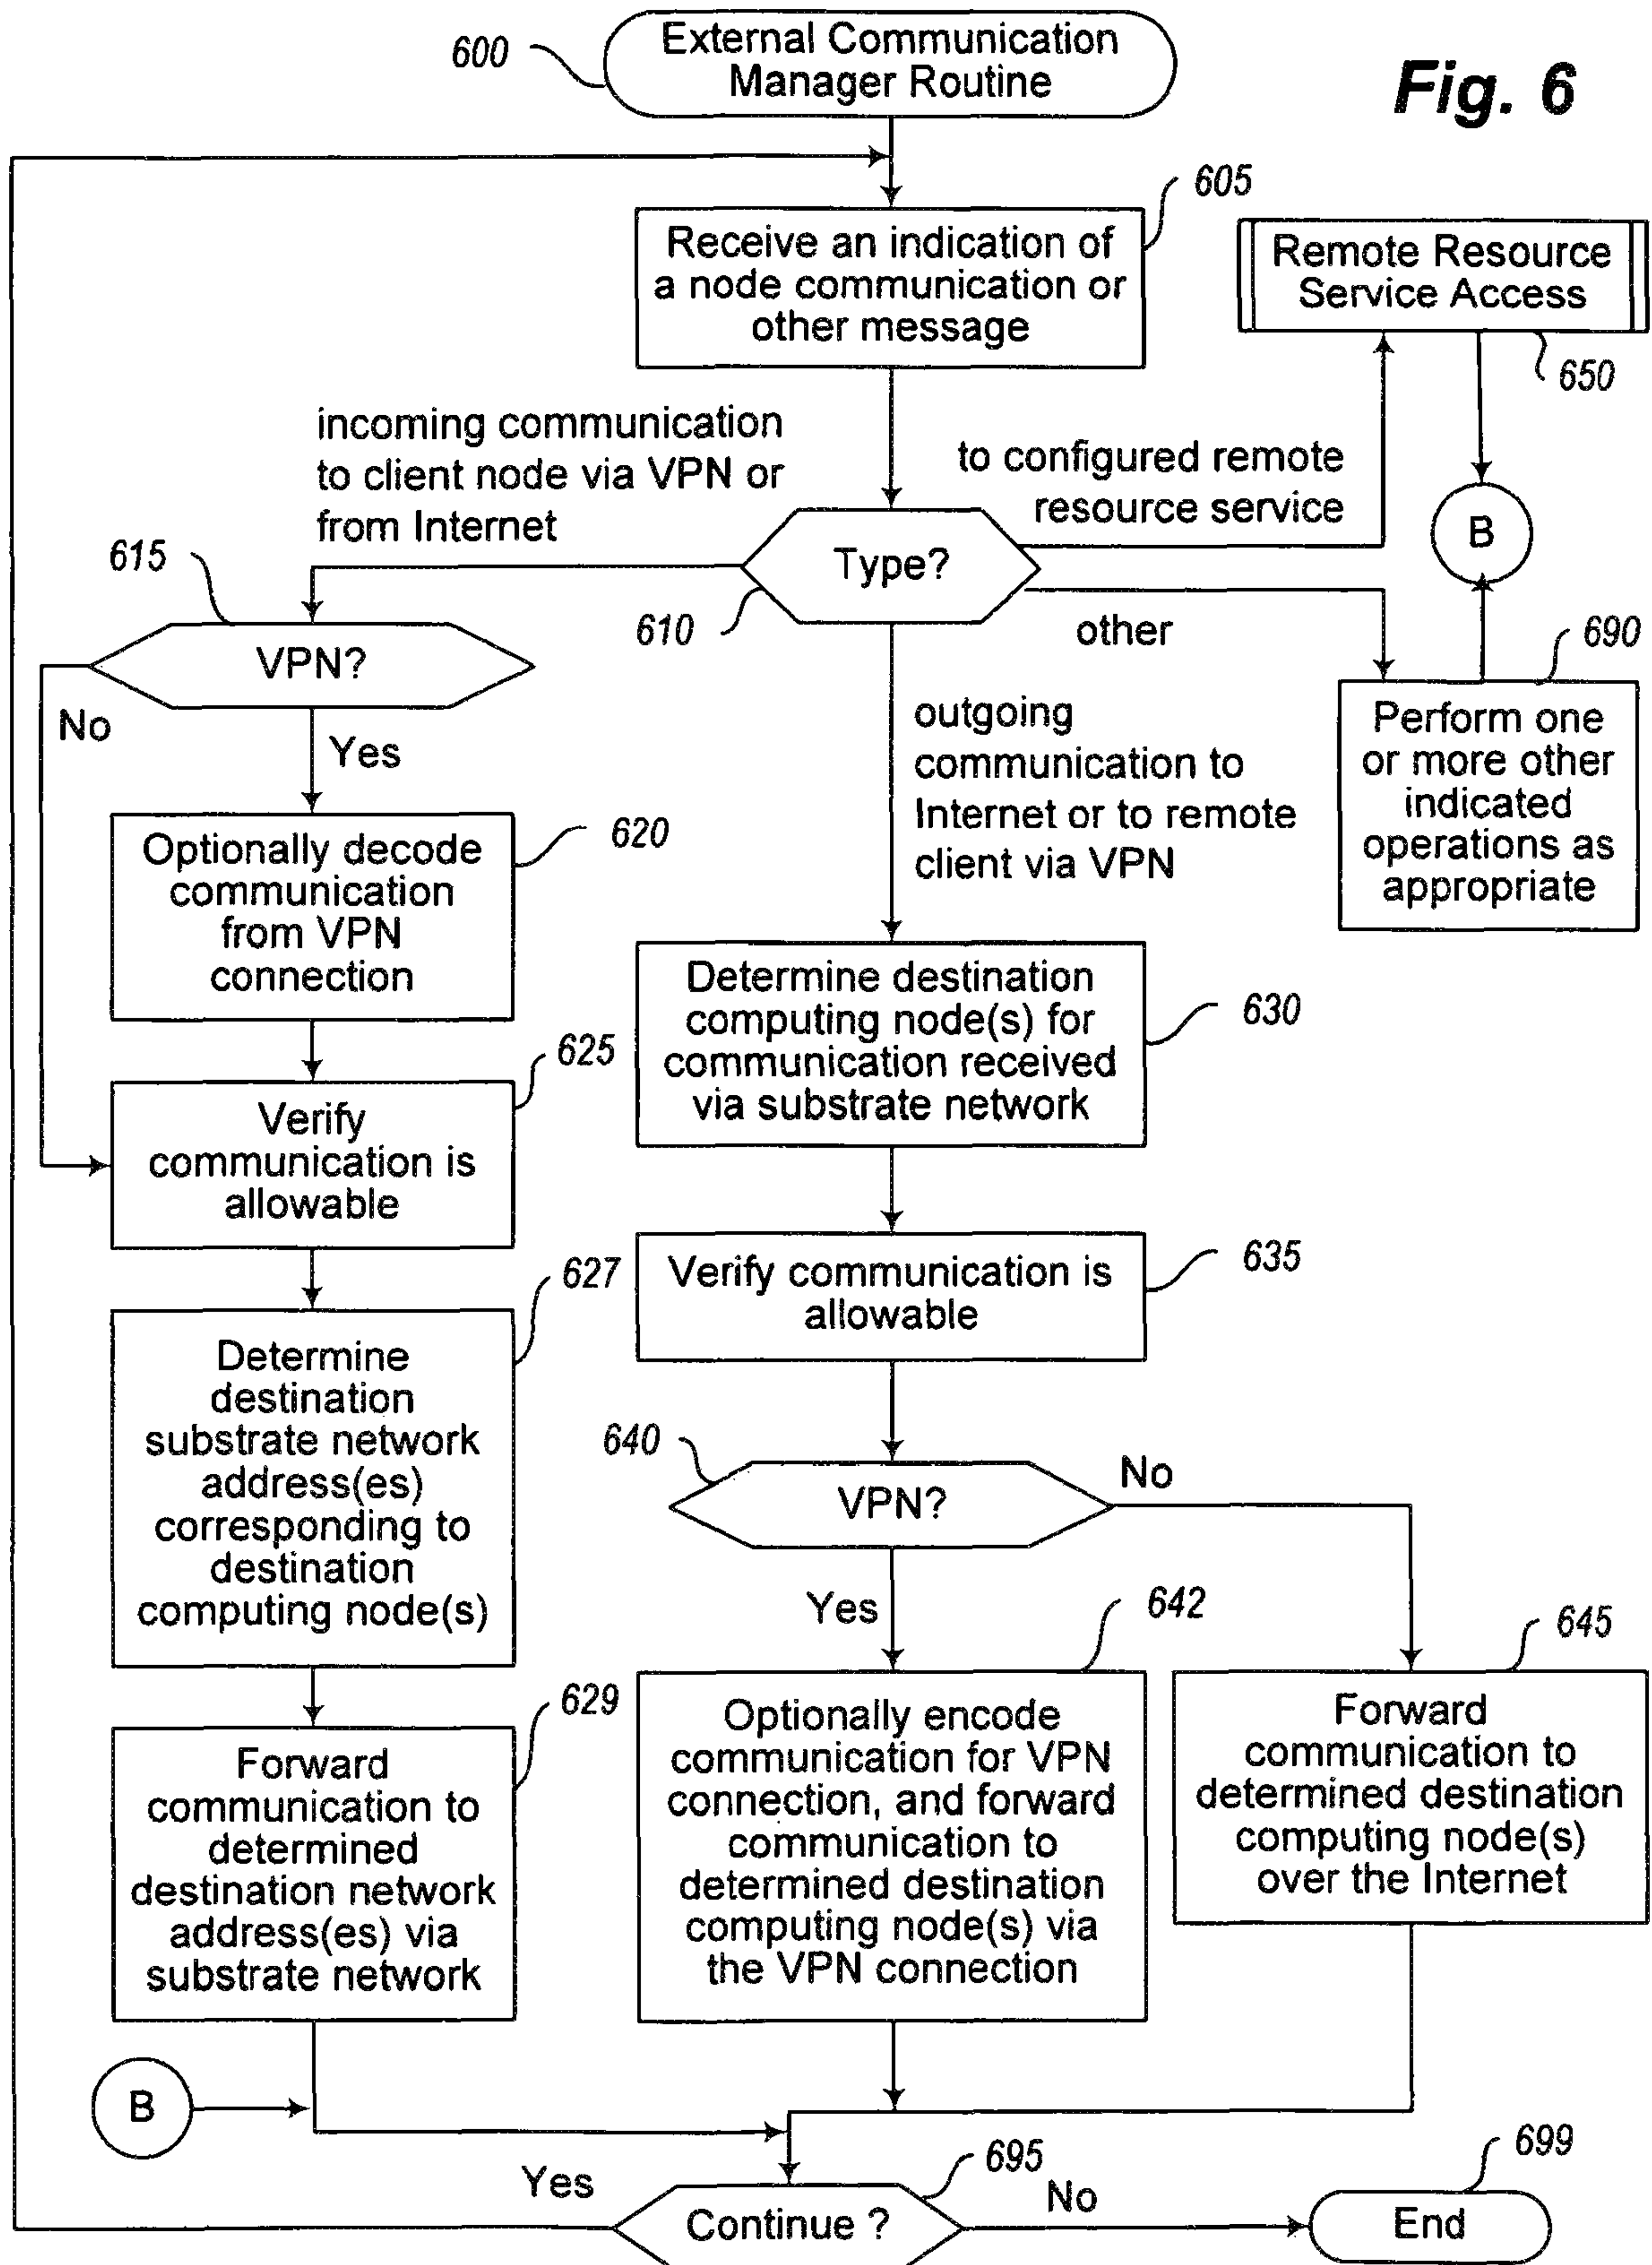 600
External Communication
Manager Routine
Fig. 6
605
Receive an indication of
a node communication or
other message
Remote Resource
Service Access
650
incoming communication
to client node via VPN or
from Internet
to configured remote
resource service
B
615
Type?
610
other
690
VPN?
No
Yes
outgoing
communication to
Internet or to remote
client via VPN
Perform one
or more other
indicated
operations as
appropriate
Optionally decode
communication
from VPN
connection
620
Determine destination
computing node(s) for
communication received
via substrate network
630
625
Verify
communication is
allowable
635
Verify communication is
allowable
627
Determine
destination
substrate network
address(es)
corresponding to
destination
computing node(s)
640
VPN?
No
Yes
642
645
629
Forward
communication to
determined
destination network
address(es) via
substrate network
Optionally encode
communication for VPN
connection, and forward
communication to
determined destination
computing node(s) via
the VPN connection
Forward
communication to
determined destination
computing node(s)
over the Internet
B
695
699
Yes
Continue ?
No
End